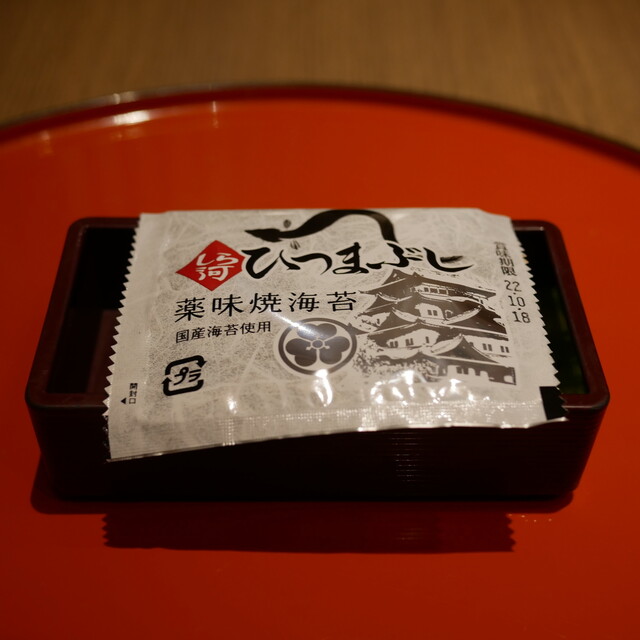 しら河
ひつまぶし
薬味焼海苔
国産海苔使用
プラ
開封口
賞味期限
22.10.18